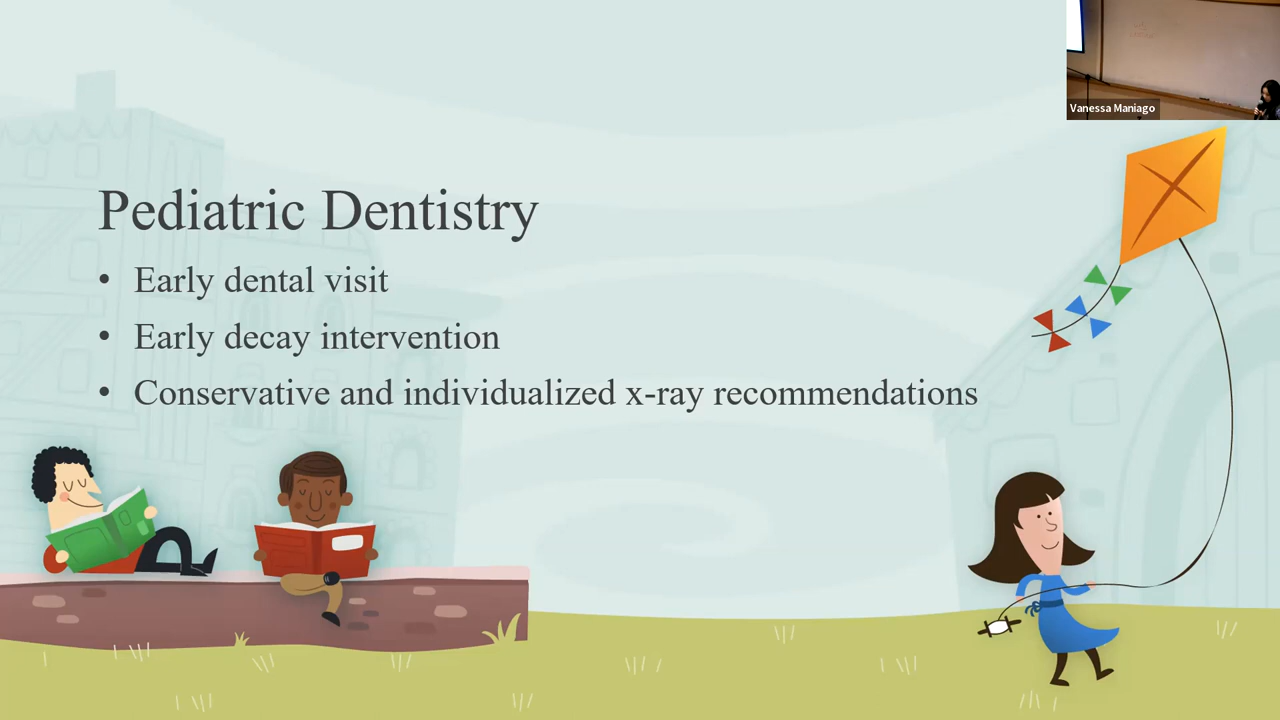 Vanessa Maniago
Pediatric Dentistry
• Early dental visit
• Early decay intervention
• Conservative and individualized x-ray recommendations